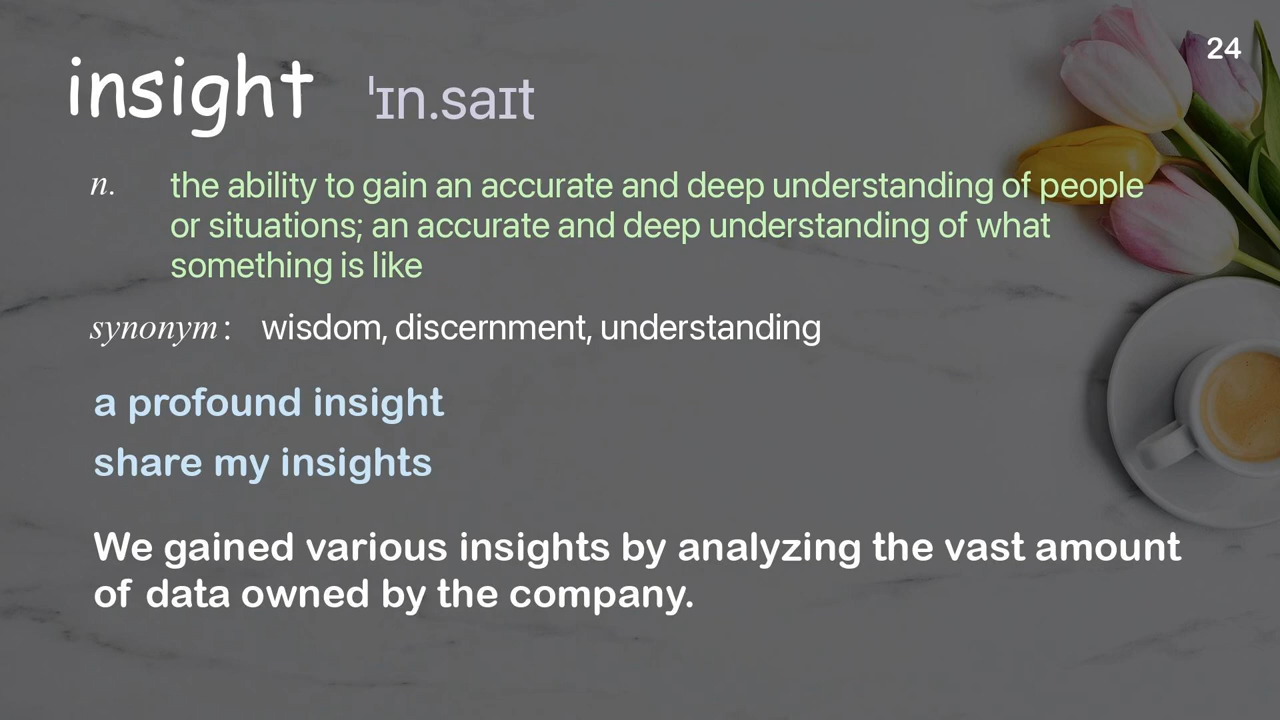 24
insight ˈɪn.saɪt
n. the ability to gain an accurate and deep understanding of people
or situations; an accurate and deep understanding of what
something is like
synonym: wisdom, discernment, understanding
a profound insight
share my insights
We gained various insights by analyzing the vast amount
of data owned by the company.